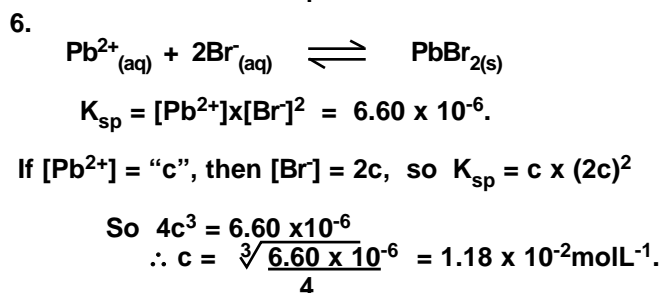 6.
Pb²⁺(aq) + 2Br⁻(aq) ⇌ PbBr₂(s)
Kₛₚ = [Pb²⁺]x[Br⁻]² = 6.60 x 10⁻⁶.
If [Pb²⁺] = “c”, then [Br⁻] = 2c, so Kₛₚ = c x (2c)²
So 4c³ = 6.60 x10⁻⁶
∴ c = ∛6.60 x 10⁻⁶ = 1.18 x 10⁻²molL⁻¹.
4